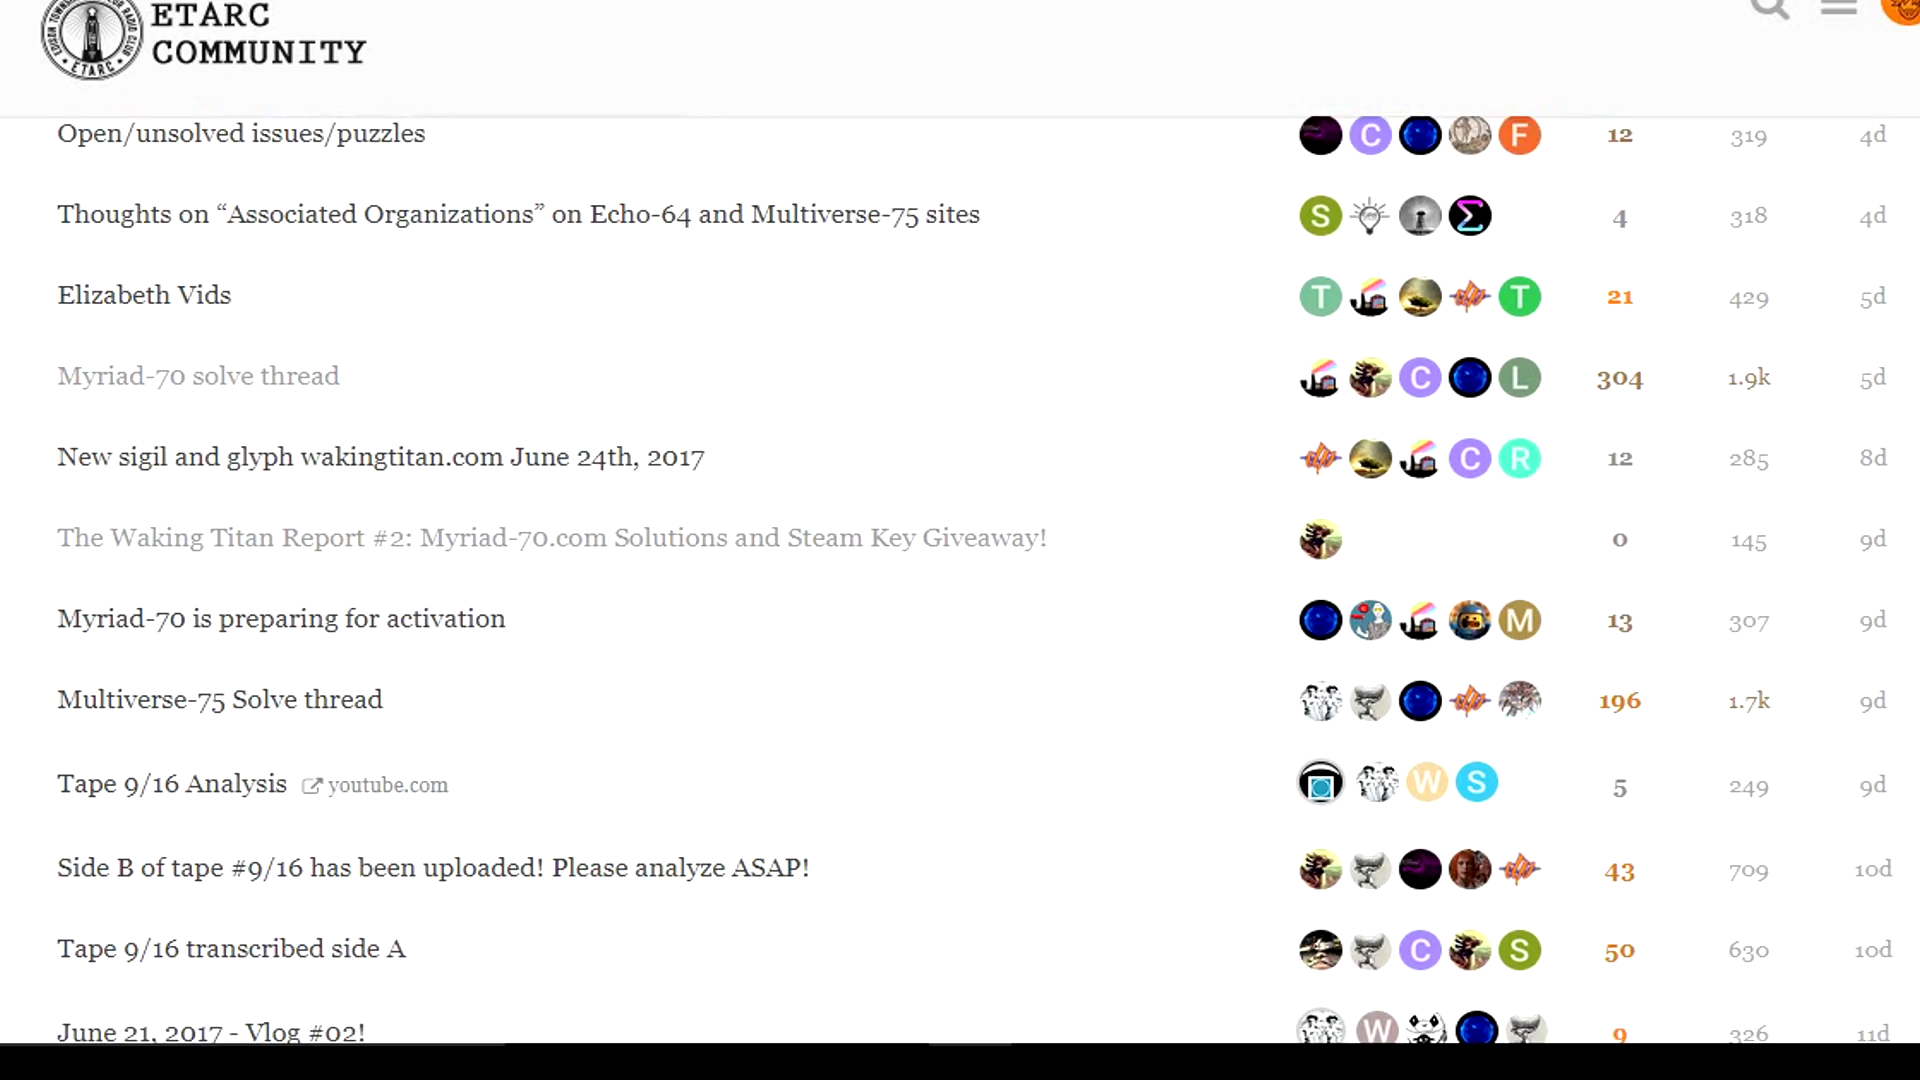 ETARC
COMMUNITY
ETARC
Open/unsolved issues/puzzles C F 12 319 4d
Thoughts on “Associated Organizations” on Echo-64 and Multiverse-75 sites S Σ 4 318 4d
Elizabeth Vids T T 21 429 5d
Myriad-70 solve thread C L 304 1.9k 5d
New sigil and glyph wakingtitan.com June 24th, 2017 C R 12 285 8d
The Waking Titan Report #2: Myriad-70.com Solutions and Steam Key Giveaway! 0 145 9d
Myriad-70 is preparing for activation M 13 307 9d
Multiverse-75 Solve thread 196 1.7k 9d
Tape 9/16 Analysis youtube.com W S 5 249 9d
Side B of tape #9/16 has been uploaded! Please analyze ASAP! 43 709 10d
Tape 9/16 transcribed side A C S 50 630 10d
June 21, 2017 - Vlog #02! W 9 326 11d